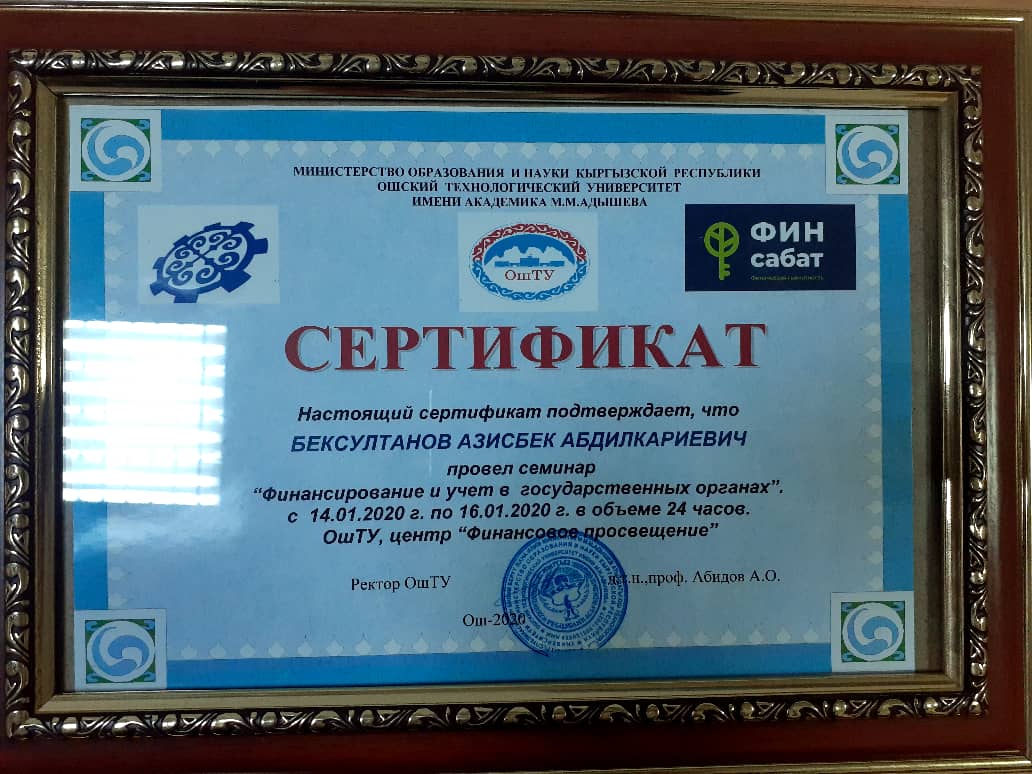 МИНИСТЕРСТВО ОБРАЗОВАНИЯ И НАУКИ КЫРГЫЗСКОЙ РЕСПУБЛИКИ
ОШСКИЙ ТЕХНОЛОГИЧЕСКИЙ УНИВЕРСИТЕТ
ИМЕНИ АКАДЕМИКА М.М.АДЫШЕВА
ОшТУ
ФИН
сабат
СЕРТИФИКАТ
Настоящий сертификат подтверждает, что
БЕКСУЛТАНОВ АЗИСБЕК АБДИЛКАРИЕВИЧ
провел семинар
“Финансирование и учет в государственных органах”.
с 14.01.2020 г. по 16.01.2020 г. в объеме 24 часов.
ОшТУ, центр “Финансовое просвещение”
Ректор ОшТУ проф. Абидов А.О.
Ош-2020